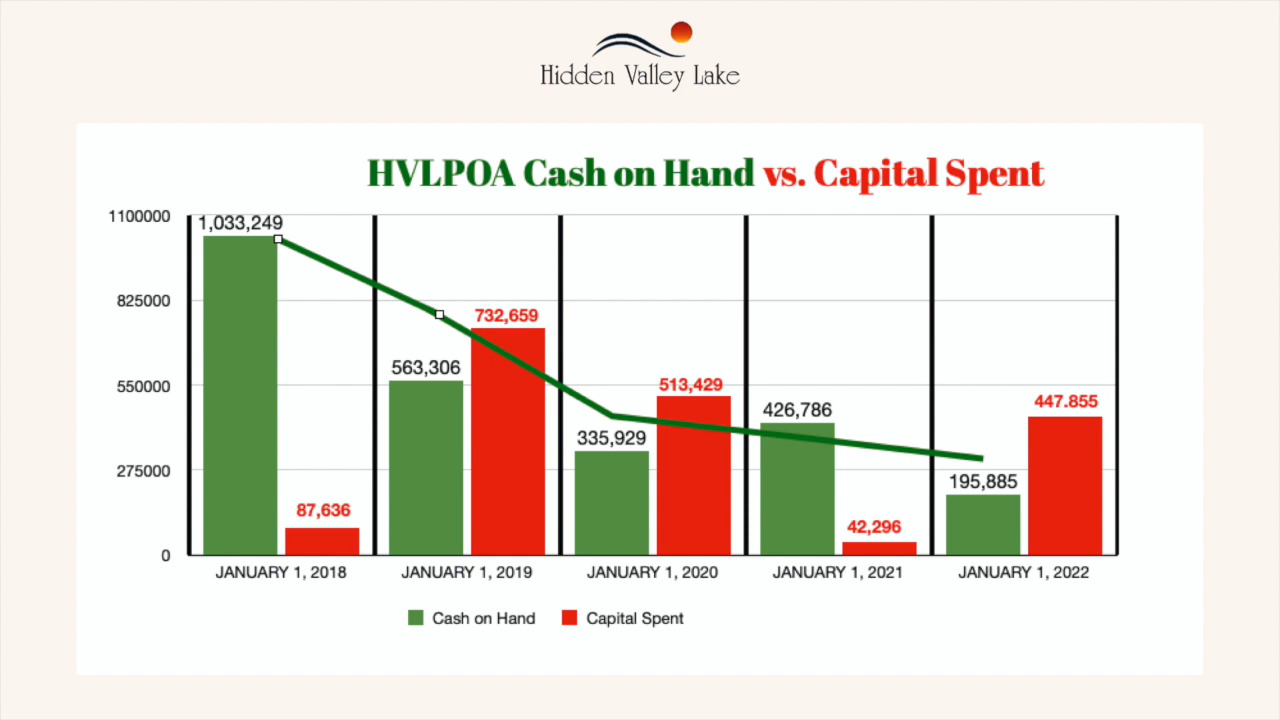 Hidden Valley Lake
HVLPOA Cash on Hand vs. Capital Spent
1100000
825000
550000
275000
0
1,033,249
87,636
563,306
732,659
335,929
513,429
426,786
42,296
195,885
447.855
JANUARY 1, 2018
JANUARY 1, 2019
JANUARY 1, 2020
JANUARY 1, 2021
JANUARY 1, 2022
Cash on Hand
Capital Spent